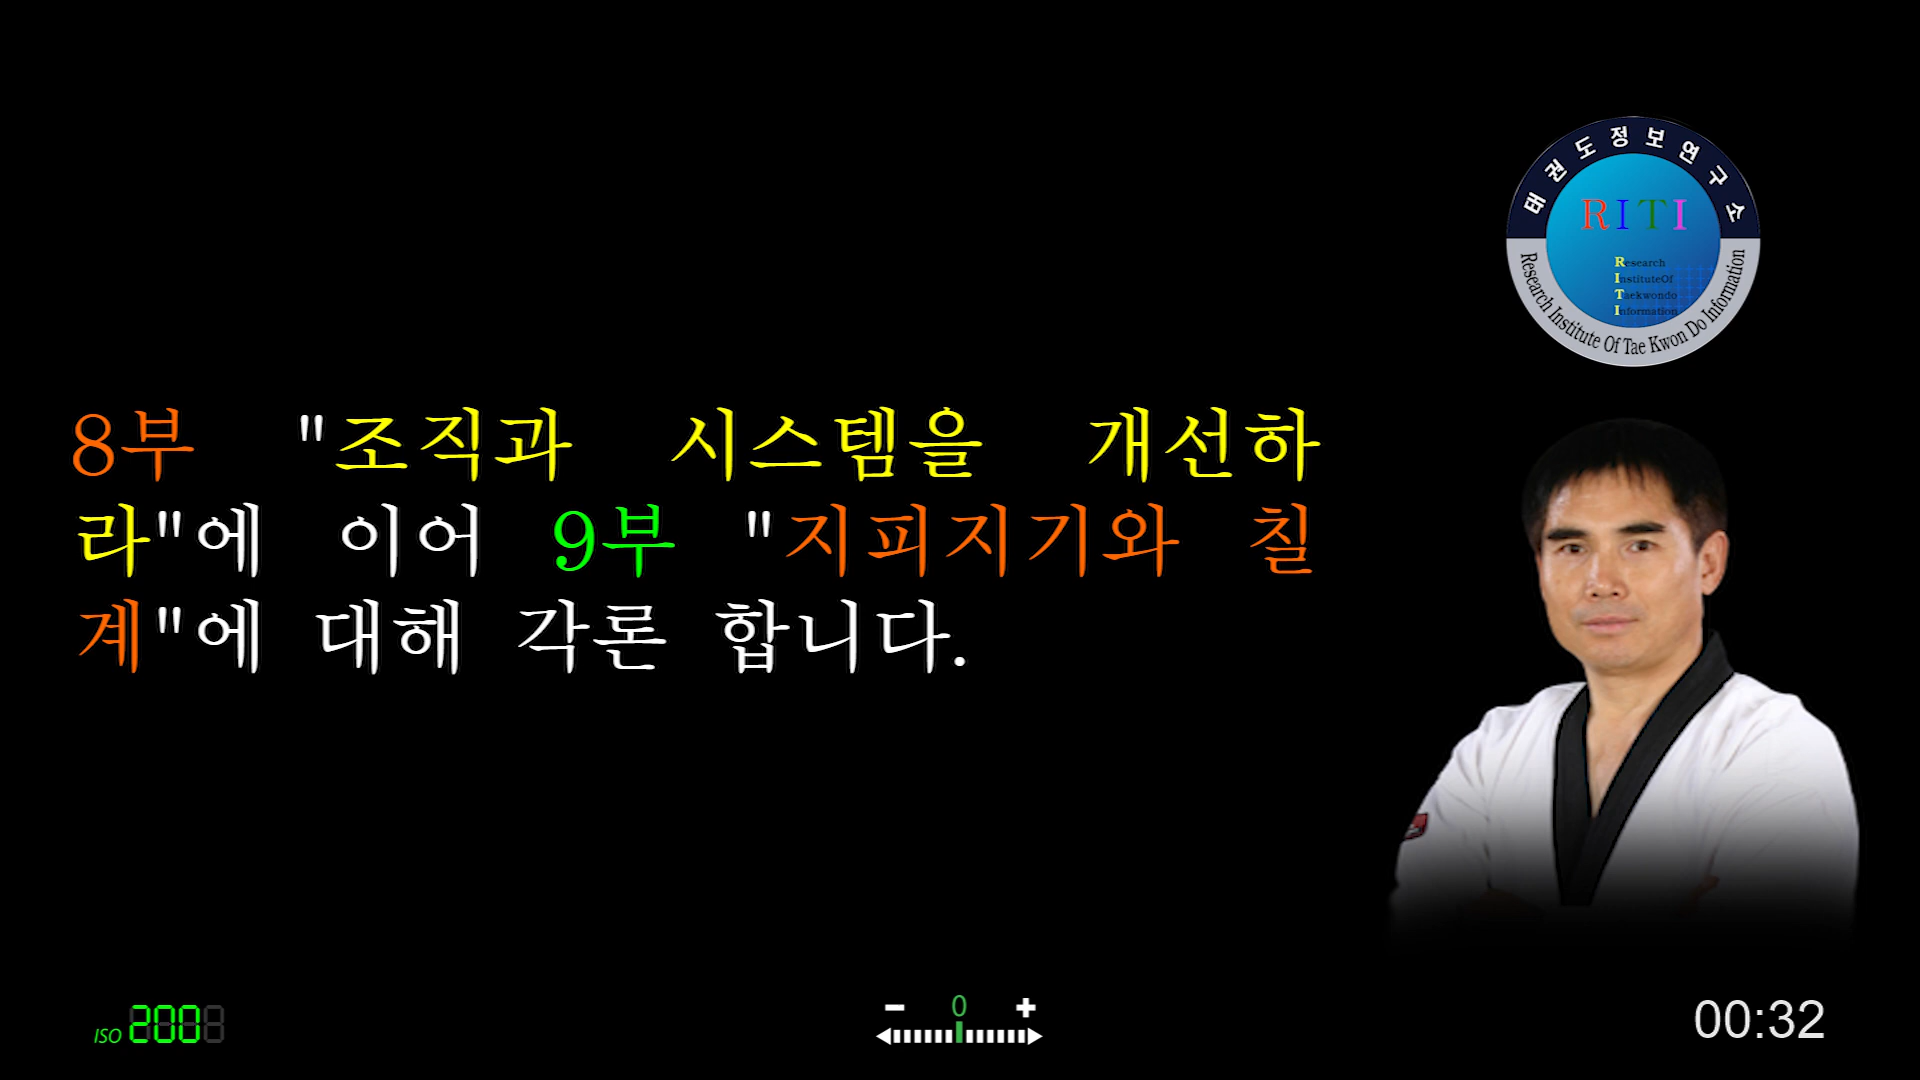 태권도정보연구소
RITI
Research
InstituteOf
Taekwondo
Information
Research Institute Of Tae Kwon Do Information
8부 "조직과 시스템을 개선하
라"에 이어 9부 "지피지기와 칠
계"에 대해 각론 합니다.
- 0 +
ISO 200
00:32